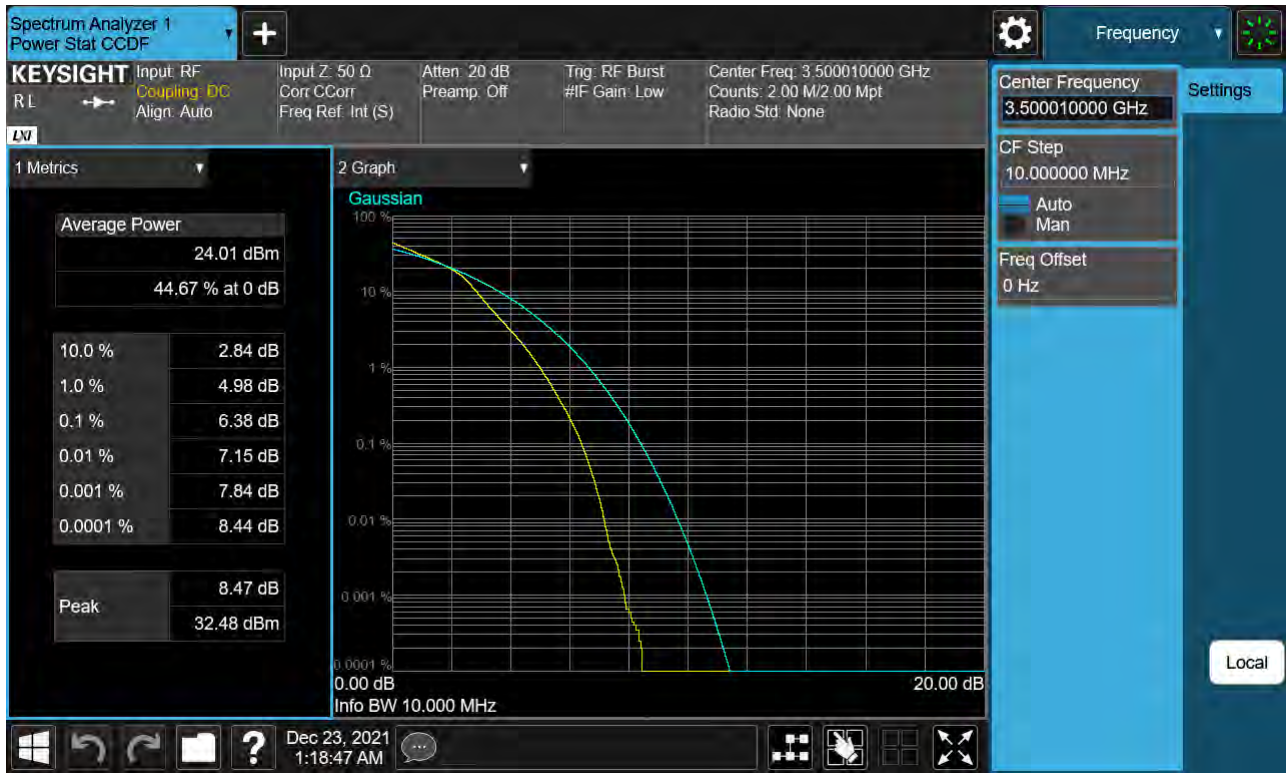 Spectrum Analyzer 1
Power Stat CCDF
Frequency
KEYSIGHT
RL
LXI
Input: RF
Coupling: DC
Align: Auto
Input Z: 50 Ω
Corr CCorr
Freq Ref: Int (S)
Atten: 20 dB
Preamp: Off
Trig: RF Burst
#IF Gain: Low
Center Freq: 3.500010000 GHz
Counts: 2.00 M/2.00 Mpt
Radio Std: None
Center Frequency
3.500010000 GHz
Settings
CF Step
10.000000 MHz
Auto
Man
Freq Offset
0 Hz
Local
1 Metrics
Average Power
24.01 dBm
44.67 % at 0 dB
10.0 % 2.84 dB
1.0 % 4.98 dB
0.1 % 6.38 dB
0.01 % 7.15 dB
0.001 % 7.84 dB
0.0001 % 8.44 dB
Peak 8.47 dB
32.48 dBm
2 Graph
Gaussian
100 %
10 %
1 %
0.1 %
0.01 %
0.001 %
0.0001 %
0.00 dB 20.00 dB
Info BW 10.000 MHz
?
Dec 23, 2021
1:18:47 AM